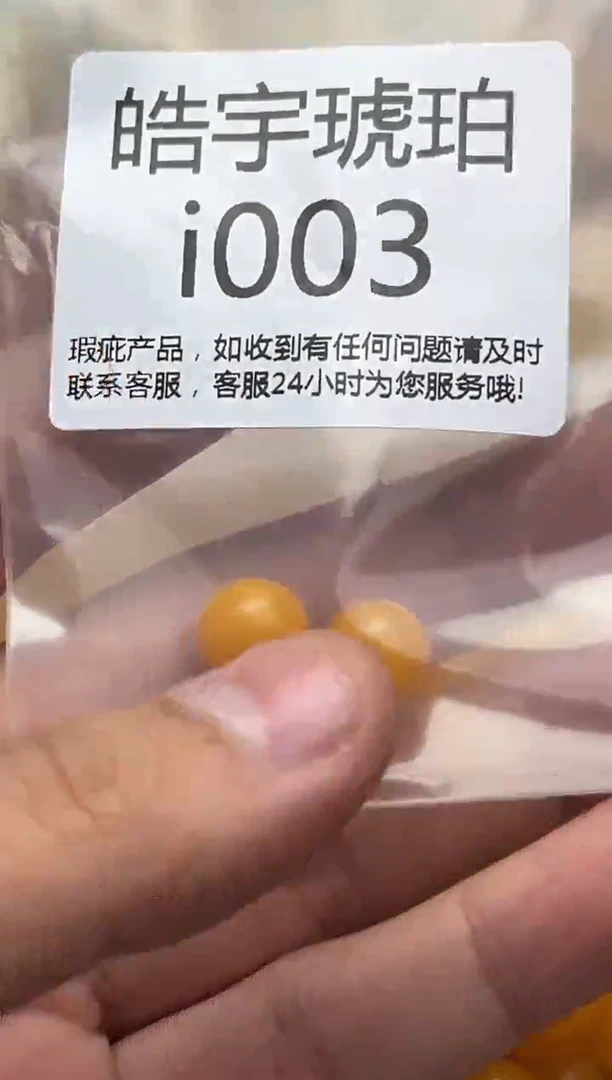 皓宇琥珀
i003
瑕疵产品，如收到有任何问题请及时
联系客服，客服24小时为您服务哦!